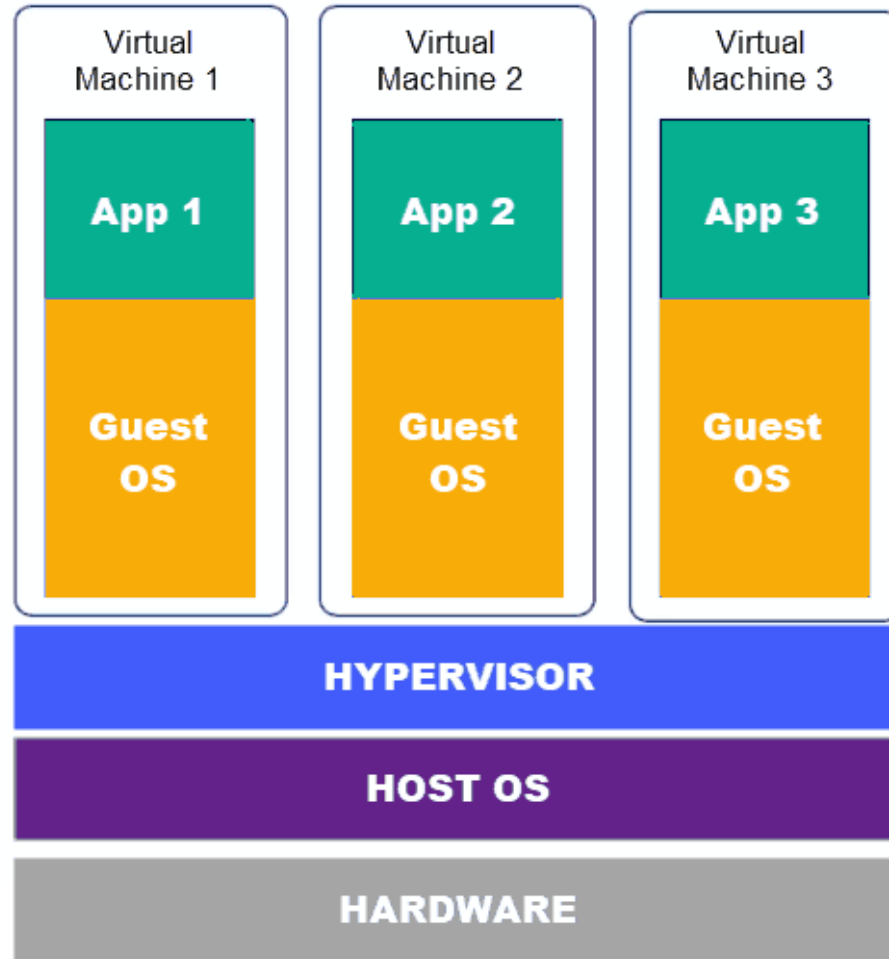 Virtual
Machine 1
Virtual
Machine 2
Virtual
Machine 3
App 1
App 2
App 3
Guest
OS
Guest
OS
Guest
OS
HYPERVISOR
HOST OS
HARDWARE